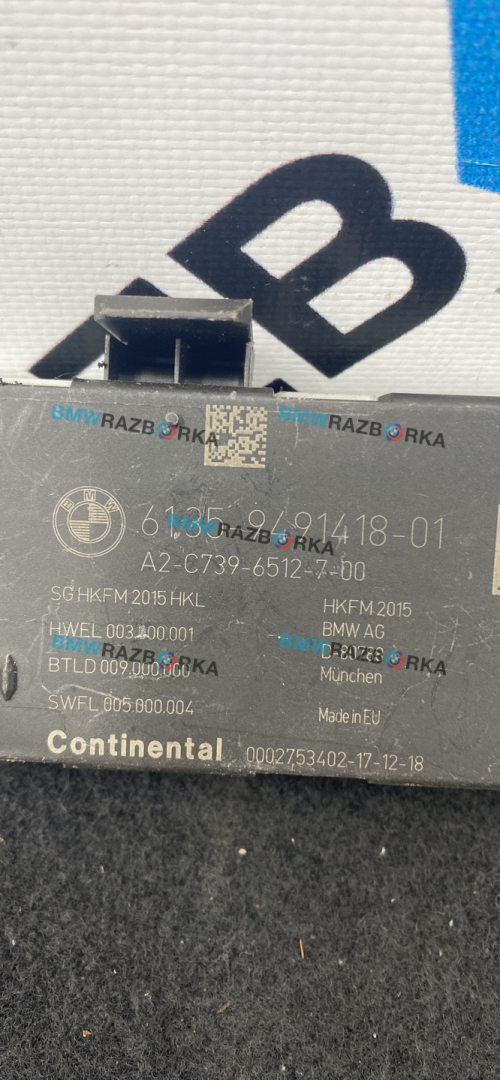 BMWRAZBORKA BMWRAZBORKA
BMW
6135 9491418-01
BMWRAZBORKA
A2-C739-6512-7-00
SG HKFM 2015 HKL
HKFM 2015
HWEL 003.400.001
BMW AG
BMWRAZBORKA BMWRAZBORKA
BTLD 009.000.000
München
SWFL 005.000.004
Made in EU
Continental 0002753402-17-12-18